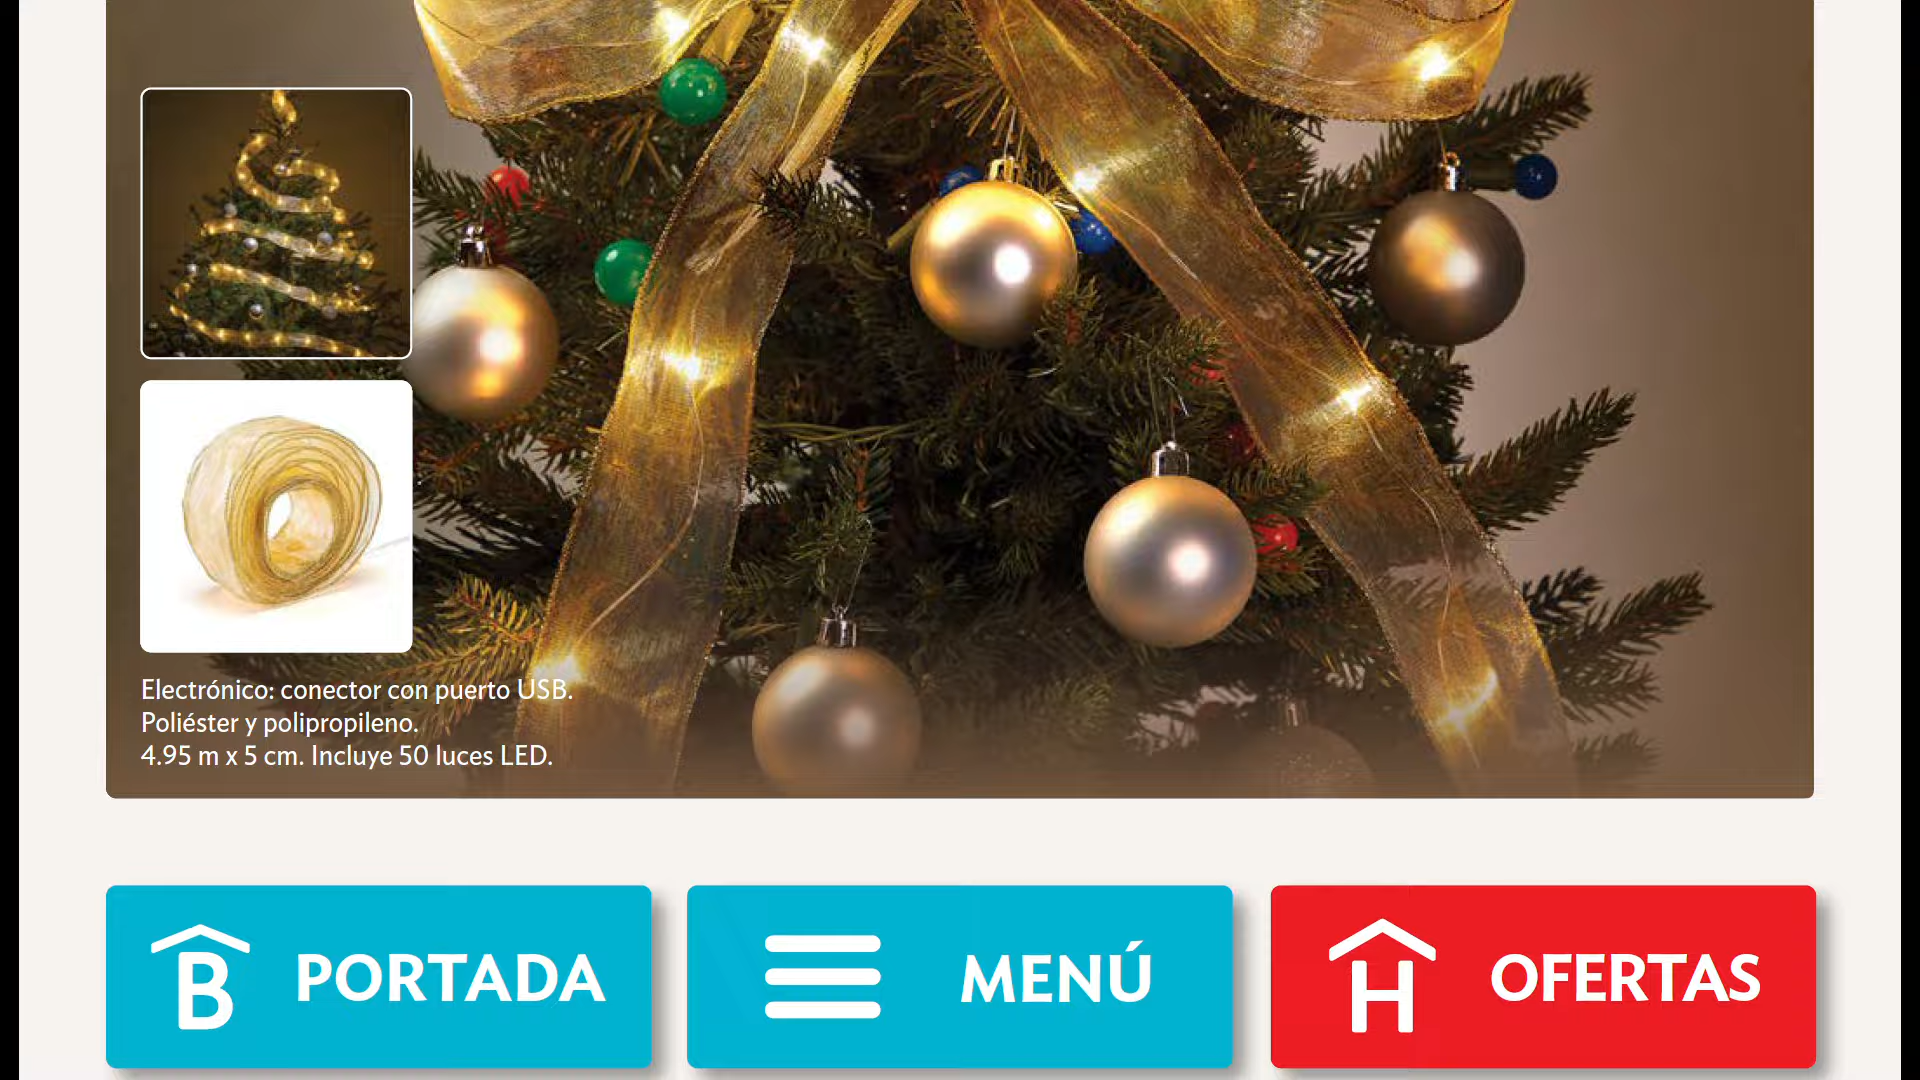 Electrónico: conector con puerto USB.
Poliéster y polipropileno.
4.95 m x 5 cm. Incluye 50 luces LED.
B PORTADA
MENÚ
H OFERTAS